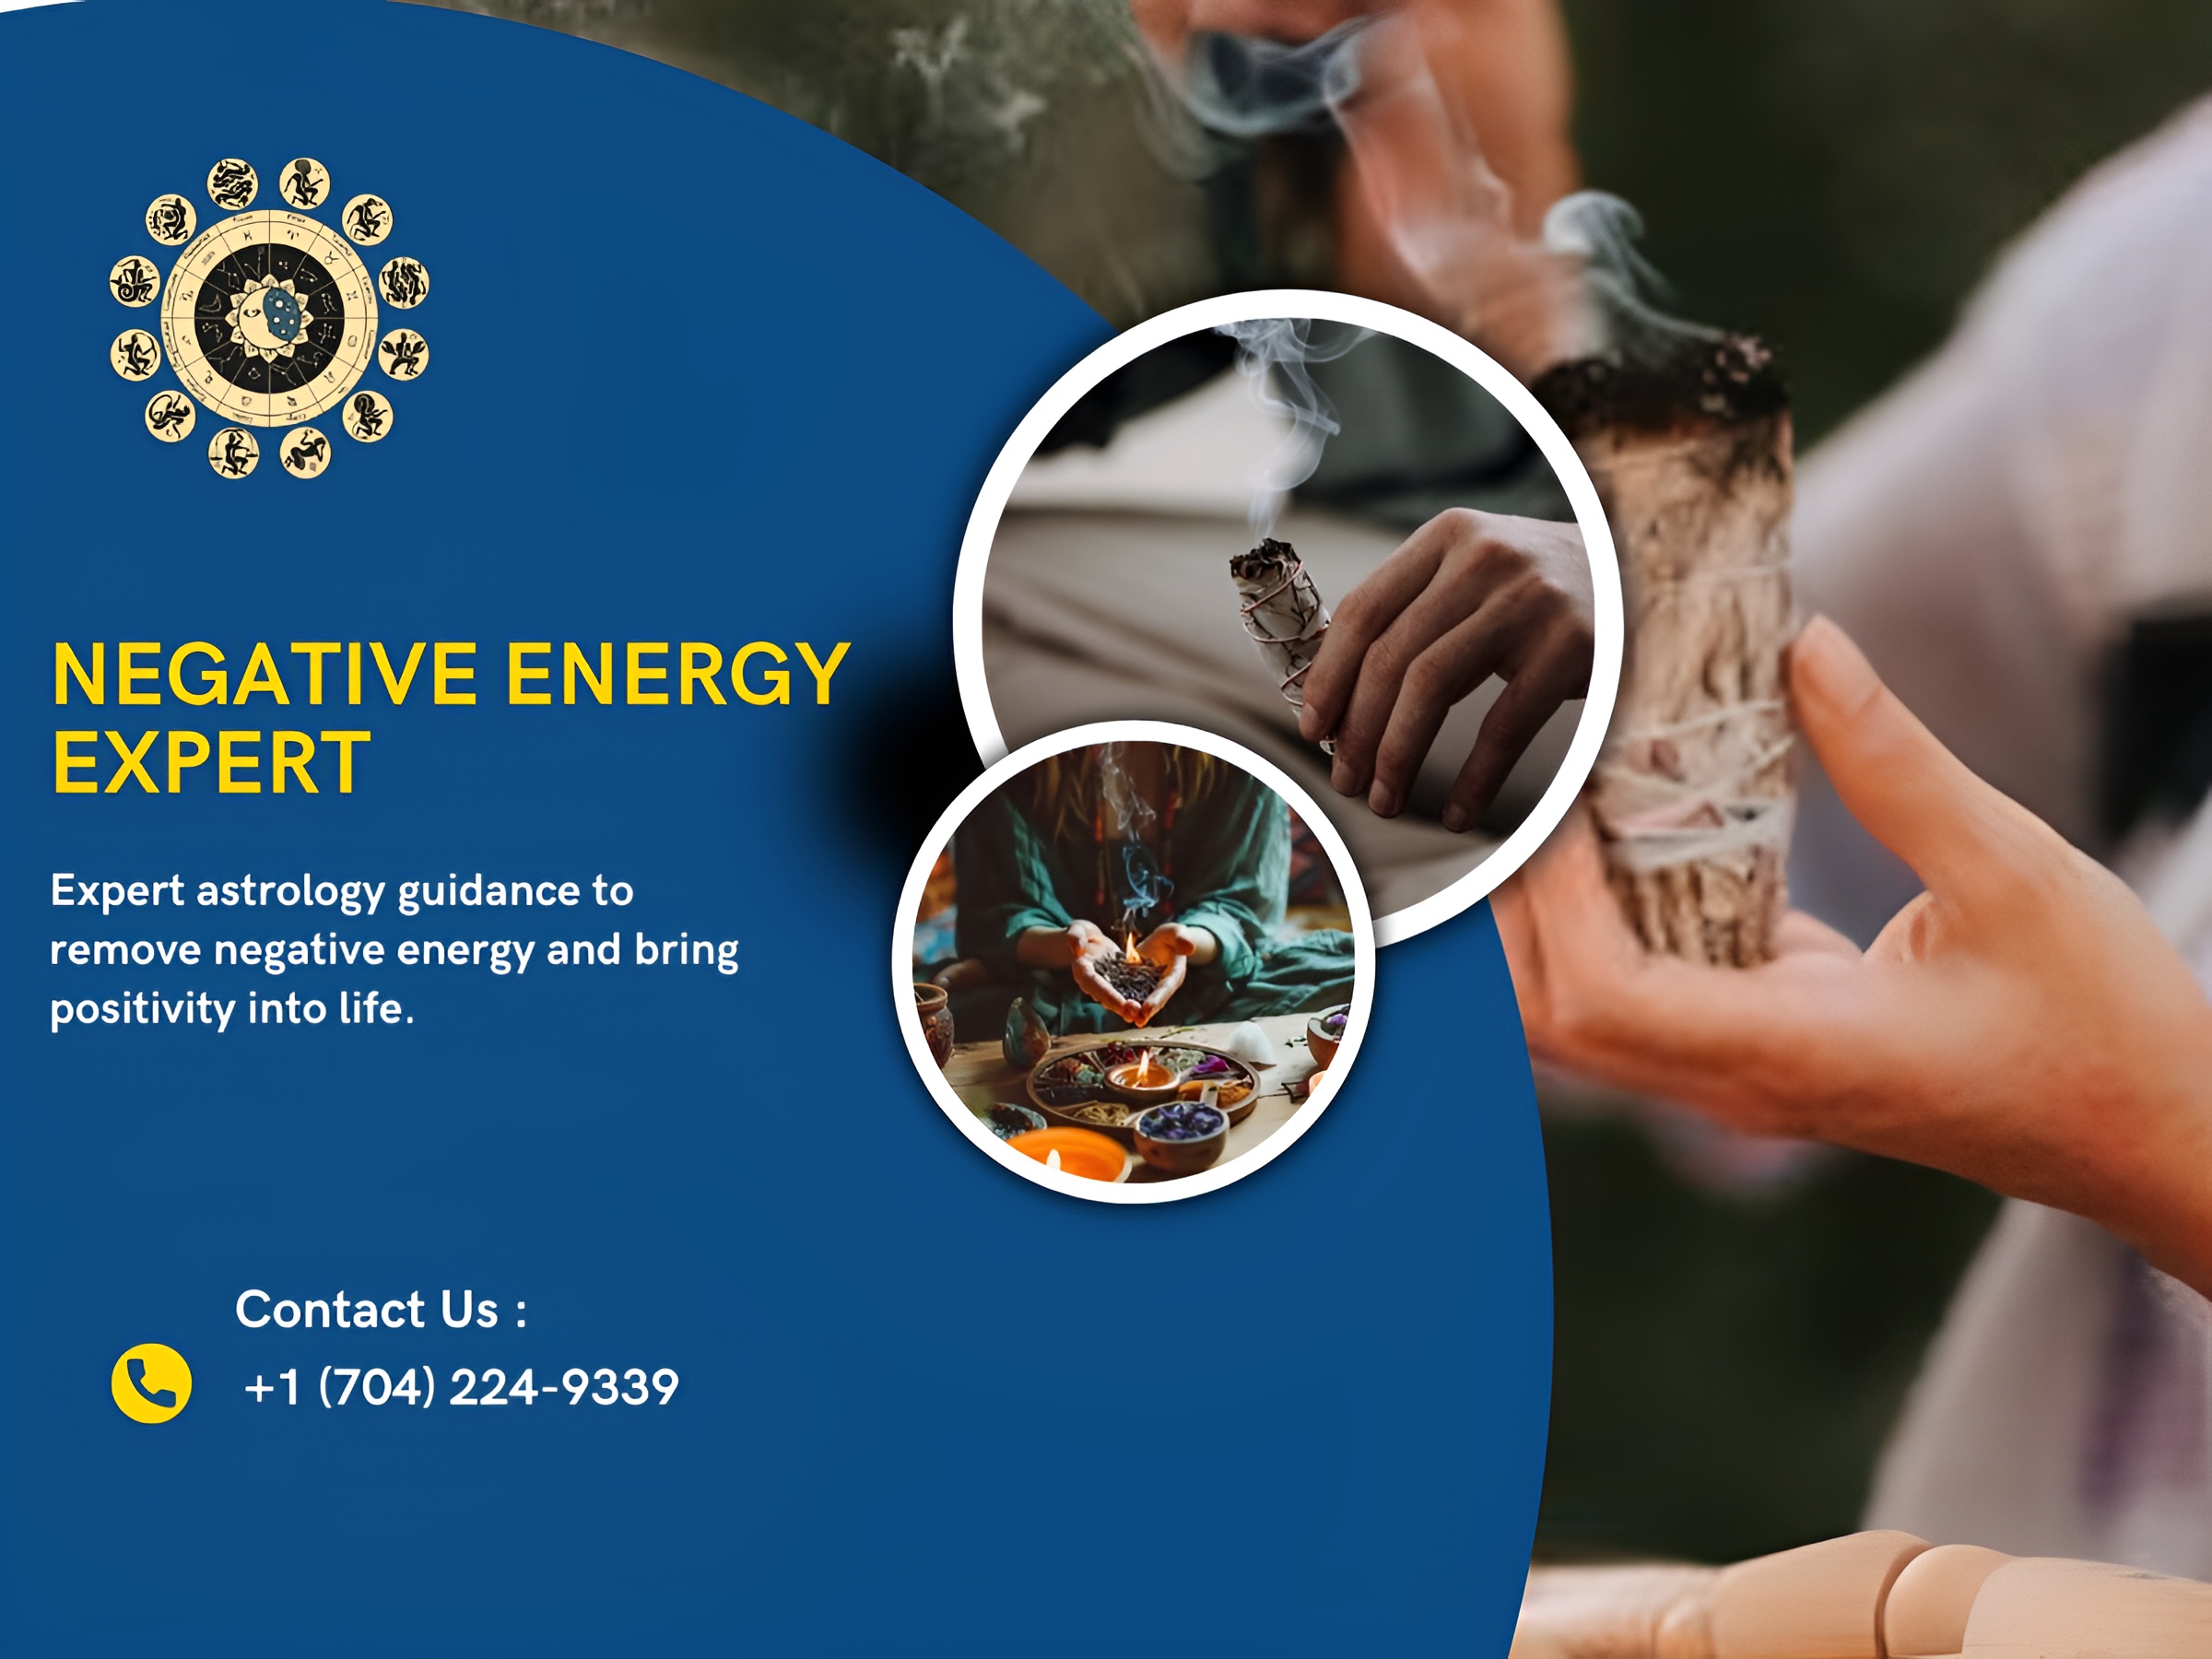 NEGATIVE ENERGY
EXPERT
Expert astrology guidance to
remove negative energy and bring
positivity into life.
Contact Us :
+1 (704) 224-9339